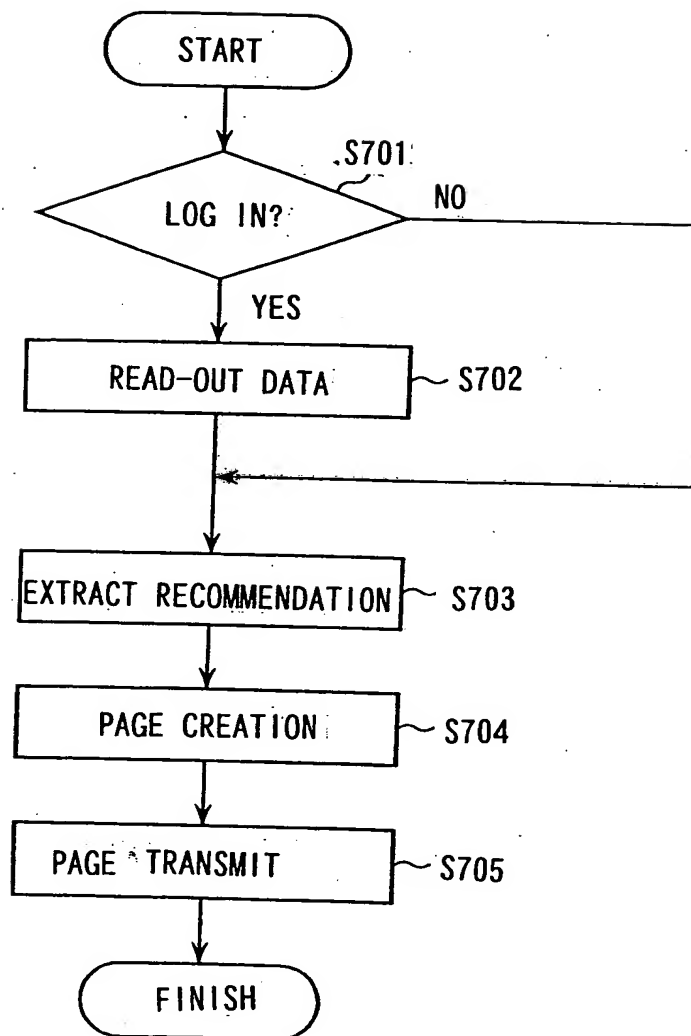 START
S701
LOG IN?
NO
YES
READ-OUT DATA
S702
EXTRACT RECOMMENDATION
S703
PAGE CREATION
S704
PAGE TRANSMIT
S705
FINISH